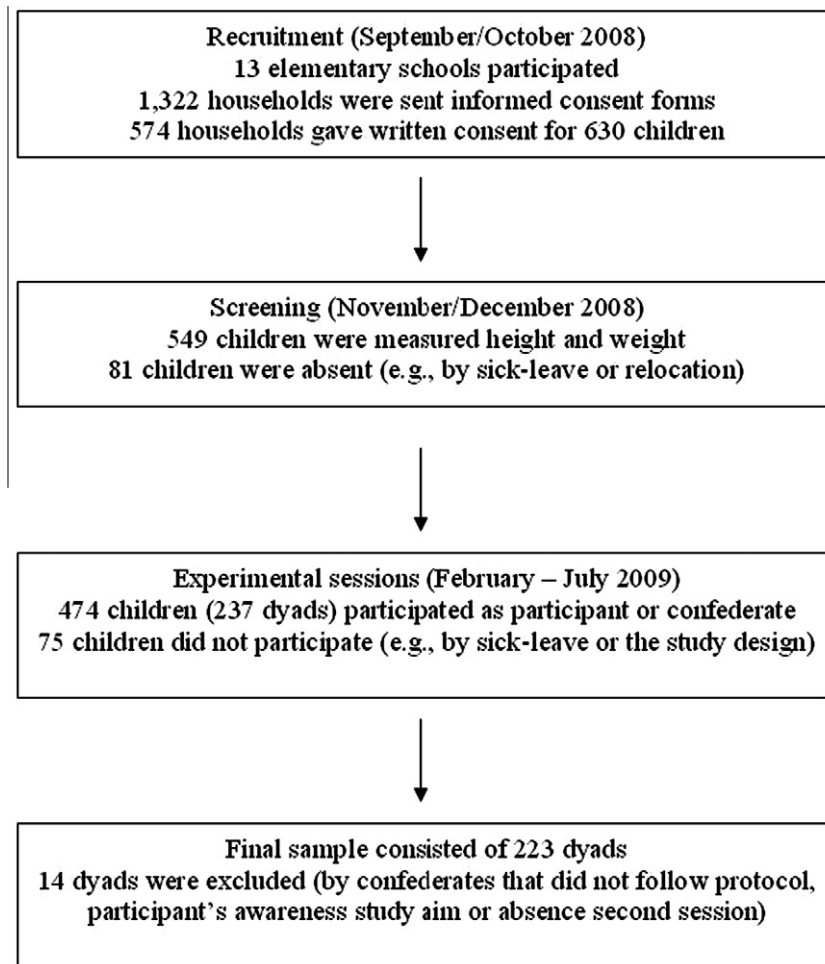 Recruitment (September/October 2008)
13 elementary schools participated
1,322 households were sent informed consent forms
574 households gave written consent for 630 children
Screening (November/December 2008)
549 children were measured height and weight
81 children were absent (e.g., by sick-leave or relocation)
Experimental sessions (February – July 2009)
474 children (237 dyads) participated as participant or confederate
75 children did not participate (e.g., by sick-leave or the study design)
Final sample consisted of 223 dyads
14 dyads were excluded (by confederates that did not follow protocol,
participant’s awareness study aim or absence second session)